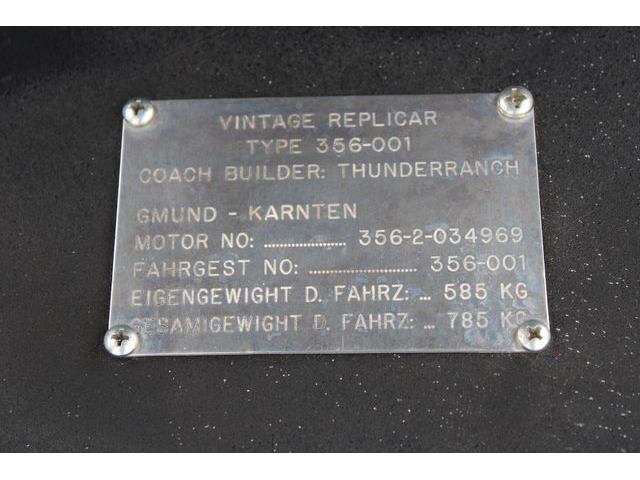 VINTAGE REPLICAR
TYPE 356-001
COACH BUILDER: THUNDERRANCH
GMUND - KARNTEN
MOTOR NO: ................... 356-2-034969
FAHRGEST NO: ......................... 356-001
EIGENGEWIGHT D. FAHRZ: ... 585 KG
GESAMIGEWIGHT D. FAHRZ: ... 785 KG